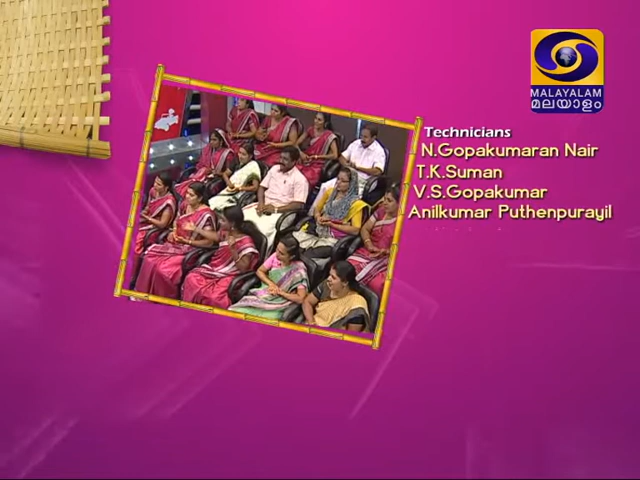 MALAYALAM
മലയാളം
Technicians
N.Gopakumaran Nair
T.K.Suman
V.S.Gopakumar
Anilkumar Puthenpurayil